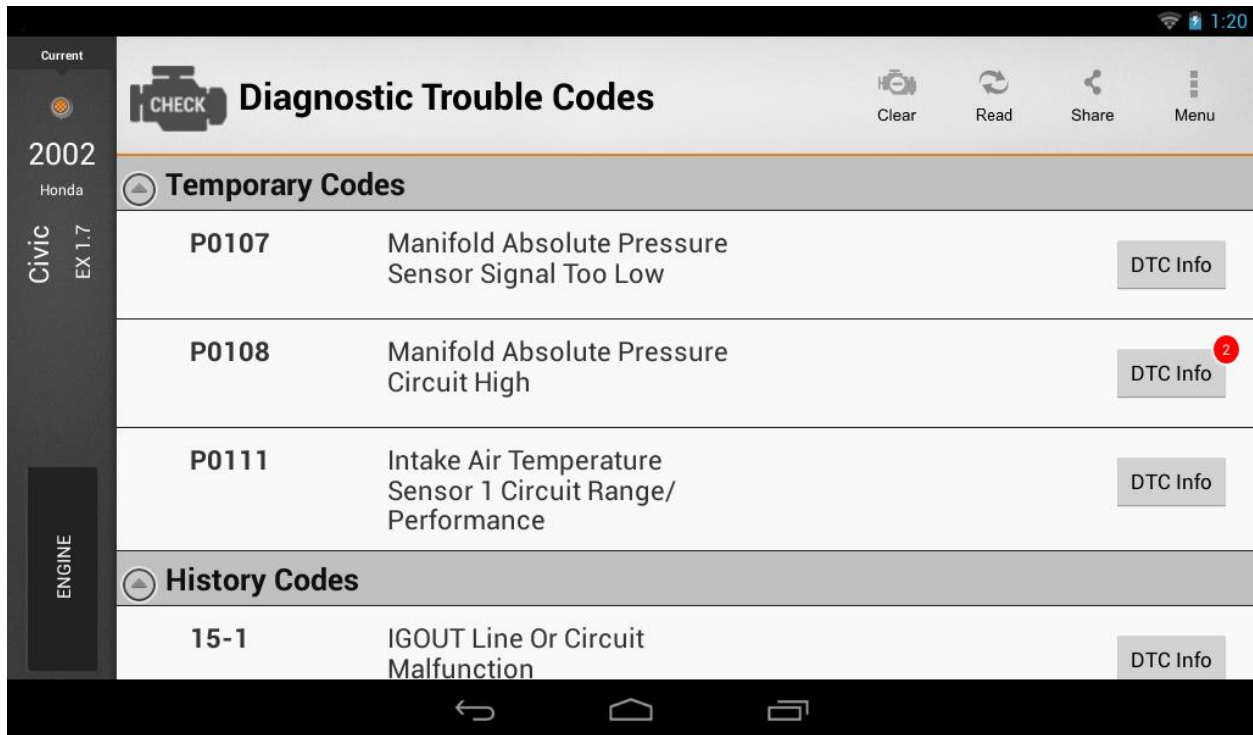 1:20
Current
2002
Honda
Civic
EX 1.7
ENGINE
CHECK
Diagnostic Trouble Codes
Clear
Read
Share
Menu
Temporary Codes
P0107
Manifold Absolute Pressure
Sensor Signal Too Low
DTC Info
P0108
Manifold Absolute Pressure
Circuit High
DTC Info
2
P0111
Intake Air Temperature
Sensor 1 Circuit Range/
Performance
DTC Info
History Codes
15-1
IGOUT Line Or Circuit
Malfunction
DTC Info